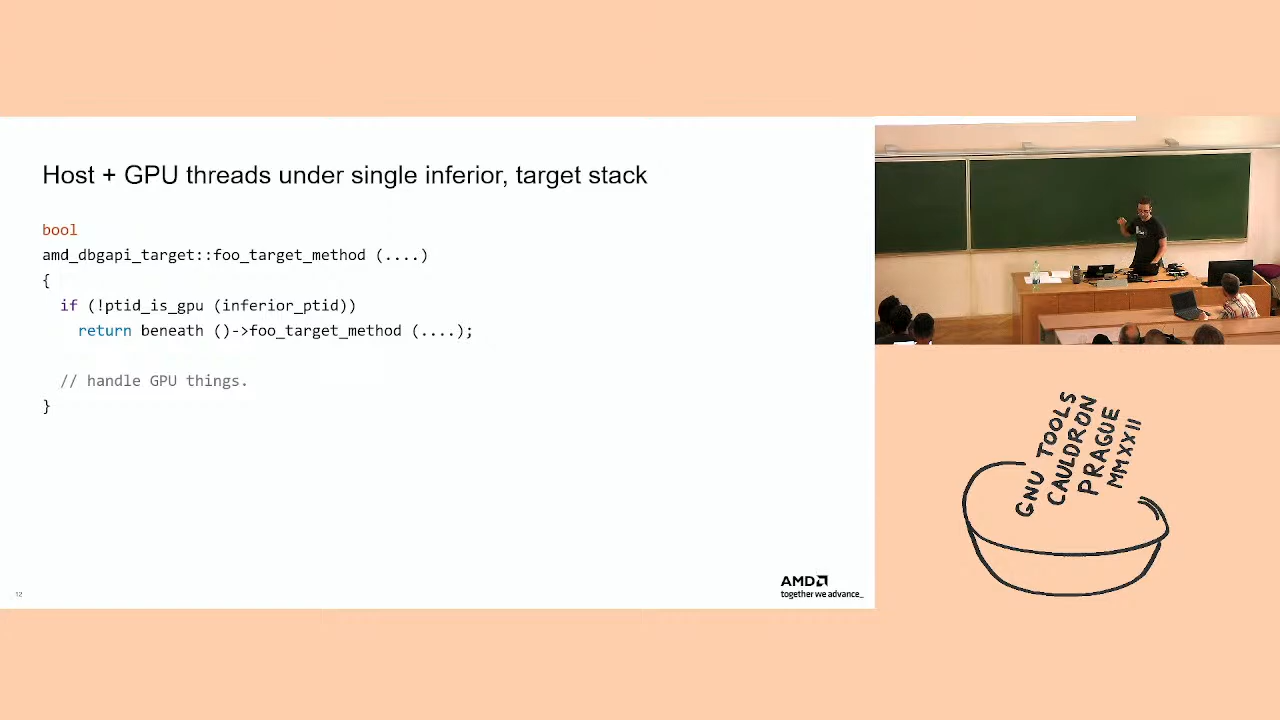 Host + GPU threads under single inferior, target stack
bool
amd_dbgapi_target::foo_target_method (....)
{
if (!ptid_is_gpu (inferior_ptid))
return beneath ()->foo_target_method (....);
// handle GPU things.
}
12
AMD
together we advance_
GNU TOOLS
CAULDRON
PRAGUE
MMXXII